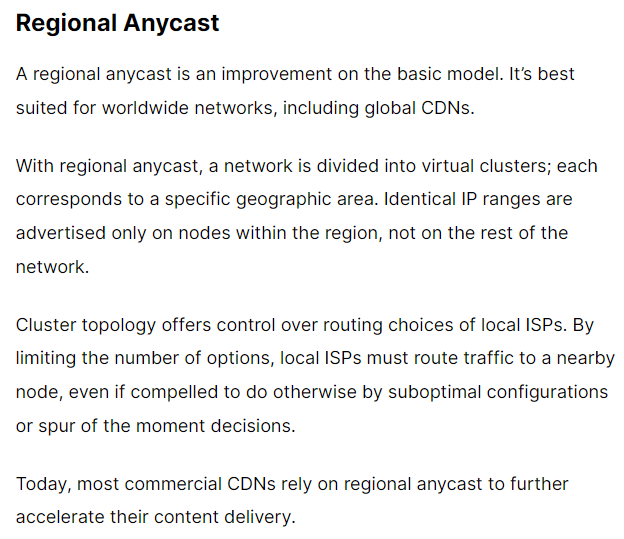 Regional Anycast
A regional anycast is an improvement on the basic model. It’s best
suited for worldwide networks, including global CDNs.
With regional anycast, a network is divided into virtual clusters; each
corresponds to a specific geographic area. Identical IP ranges are
advertised only on nodes within the region, not on the rest of the
network.
Cluster topology offers control over routing choices of local ISPs. By
limiting the number of options, local ISPs must route traffic to a nearby
node, even if compelled to do otherwise by suboptimal configurations
or spur of the moment decisions.
Today, most commercial CDNs rely on regional anycast to further
accelerate their content delivery.